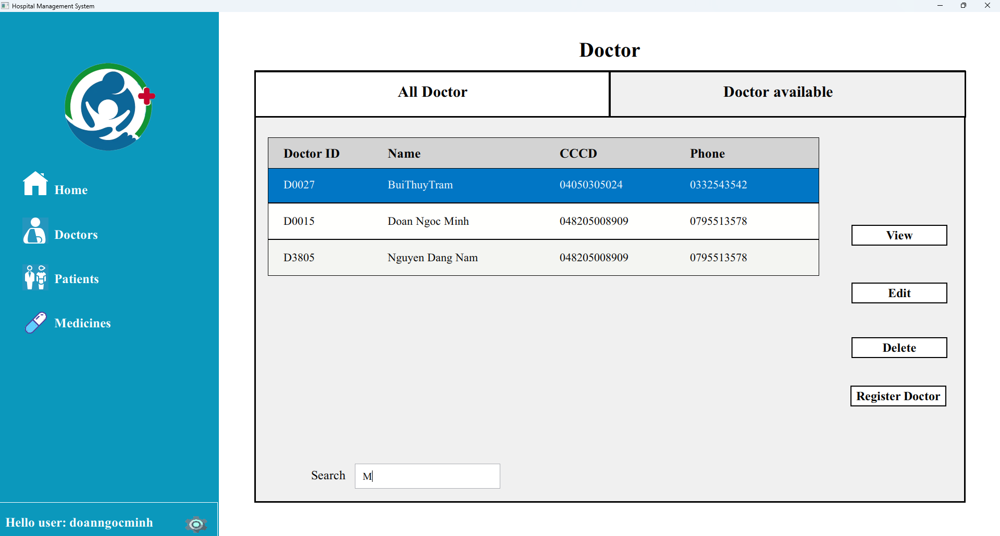 Hospital Management System
Home
Doctors
Patients
Medicines
Hello user: doanngocminh
Doctor
All Doctor Doctor available
Doctor ID Name CCCD Phone
D0027 BuiThuyTram 04050305024 0332543542
D0015 Doan Ngoc Minh 048205008909 0795513578
D3805 Nguyen Dang Nam 048205008909 0795513578
View
Edit
Delete
Register Doctor
Search M